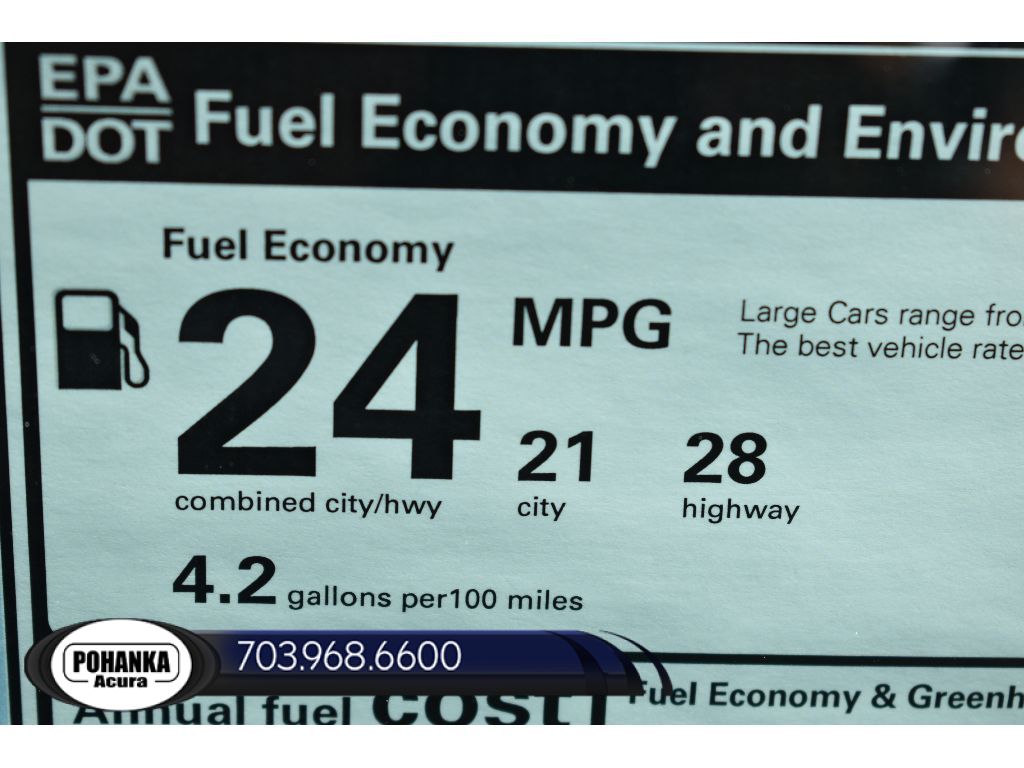 EPA
DOT
Fuel Economy and Enviro
Fuel Economy
24 MPG
Large Cars range fro
The best vehicle rate
combined city/hwy
21
city
28
highway
4.2 gallons per100 miles
POHANKA
Acura
703.968.6600
Annual fuel cost
Fuel Economy & Greenh